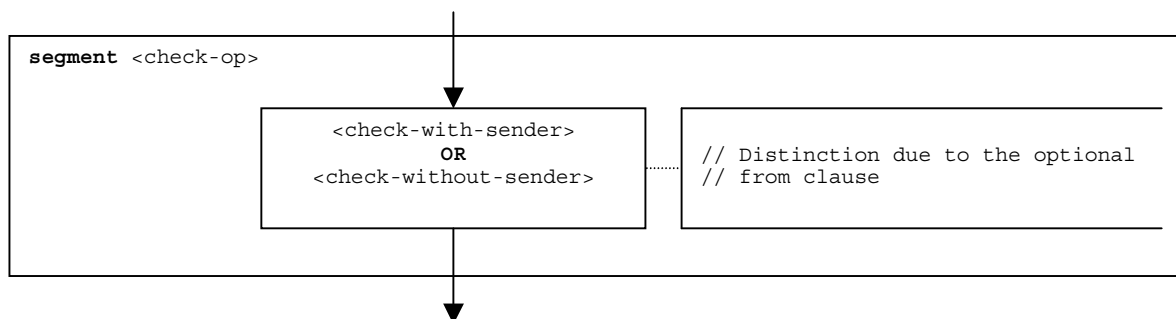 segment <check-op>
<check-with-sender>
OR
<check-without-sender>
// Distinction due to the optional
// from clause